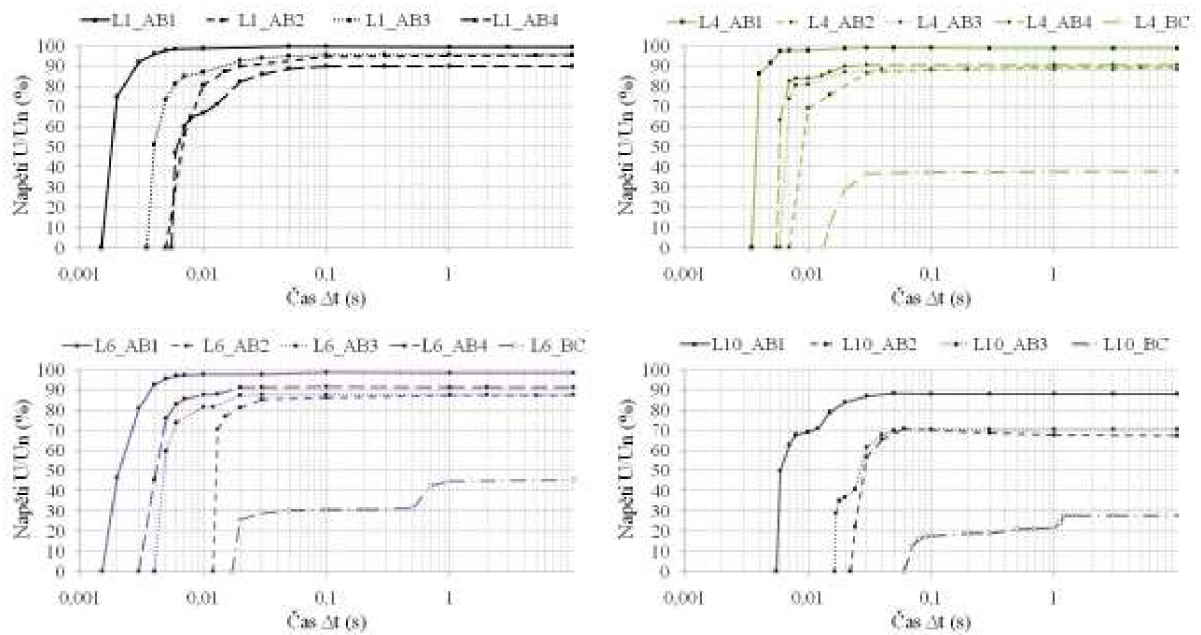 L1_AB1 L1_AB2 L1_AB3 L1_AB4
Napětí U/Un (%)
100
90
80
70
60
50
40
30
20
10
0
0,001 0,01 0,1 1
Čas Δt (s)
L4_AB1 L4_AB2 L4_AB3 L4_AB4 L4_BC
Napětí U/Un (%)
100
90
80
70
60
50
40
30
20
10
0
0,001 0,01 0,1 1
Čas Δt (s)
L6_AB1 L6_AB2 L6_AB3 L6_AB4 L6_BC
Napětí U/Un (%)
100
90
80
70
60
50
40
30
20
10
0
0,001 0,01 0,1 1
Čas Δt (s)
L10_AB1 L10_AB2 L10_AB3 L10_BC
Napětí U/Un (%)
100
90
80
70
60
50
40
30
20
10
0
0,001 0,01 0,1 1
Čas Δt (s)